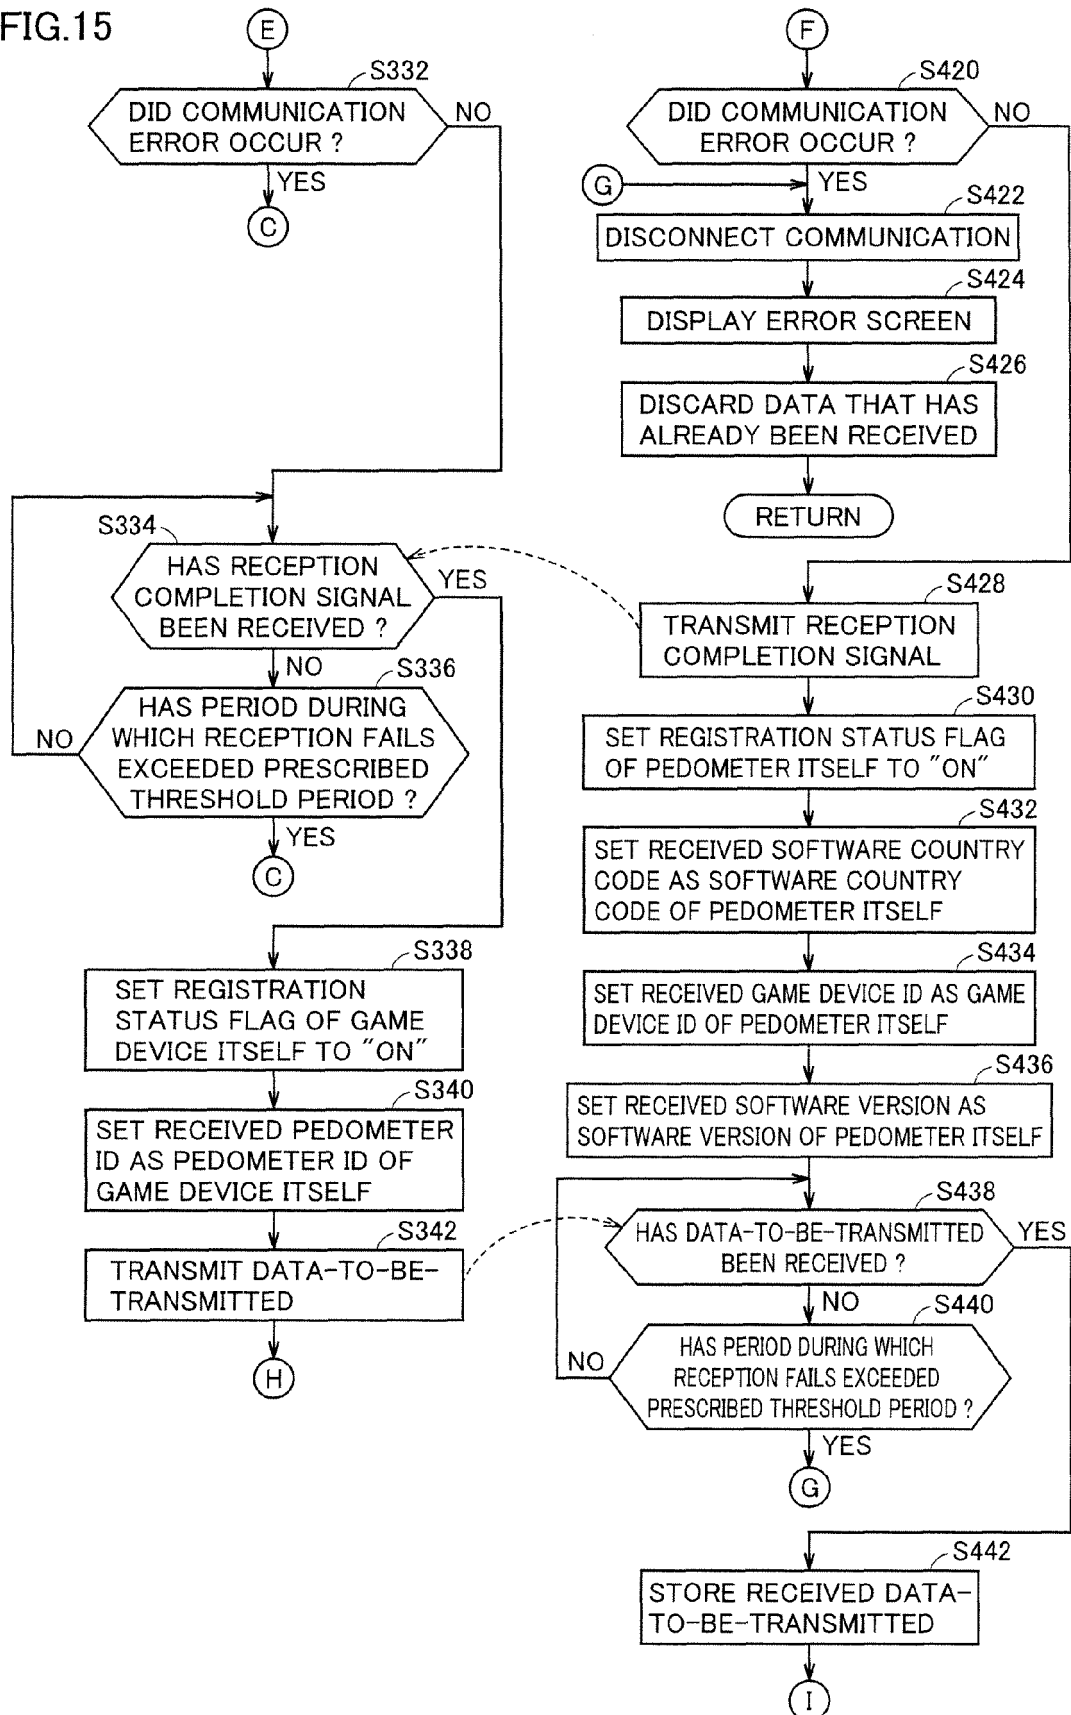 FIG.15
E
S332
DID COMMUNICATION
ERROR OCCUR ?
NO
YES
C
S334
HAS RECEPTION
COMPLETION SIGNAL
BEEN RECEIVED ?
YES
NO
S336
HAS PERIOD DURING
WHICH RECEPTION FAILS
EXCEEDED PRESCRIBED
THRESHOLD PERIOD ?
NO
YES
C
S338
SET REGISTRATION
STATUS FLAG OF GAME
DEVICE ITSELF TO "ON"
S340
SET RECEIVED PEDOMETER
ID AS PEDOMETER ID OF
GAME DEVICE ITSELF
S342
TRANSMIT DATA-TO-BE-
TRANSMITTED
H
F
S420
DID COMMUNICATION
ERROR OCCUR ?
NO
G
YES
S422
DISCONNECT COMMUNICATION
S424
DISPLAY ERROR SCREEN
S426
DISCARD DATA THAT HAS
ALREADY BEEN RECEIVED
RETURN
S428
TRANSMIT RECEPTION
COMPLETION SIGNAL
S430
SET REGISTRATION STATUS FLAG
OF PEDOMETER ITSELF TO "ON"
S432
SET RECEIVED SOFTWARE COUNTRY
CODE AS SOFTWARE COUNTRY
CODE OF PEDOMETER ITSELF
S434
SET RECEIVED GAME DEVICE ID AS GAME
DEVICE ID OF PEDOMETER ITSELF
S436
SET RECEIVED SOFTWARE VERSION AS
SOFTWARE VERSION OF PEDOMETER ITSELF
S438
HAS DATA-TO-BE-TRANSMITTED
BEEN RECEIVED ?
YES
NO
S440
HAS PERIOD DURING WHICH
RECEPTION FAILS EXCEEDED
PRESCRIBED THRESHOLD PERIOD ?
NO
YES
G
S442
STORE RECEIVED DATA-
TO-BE-TRANSMITTED
I